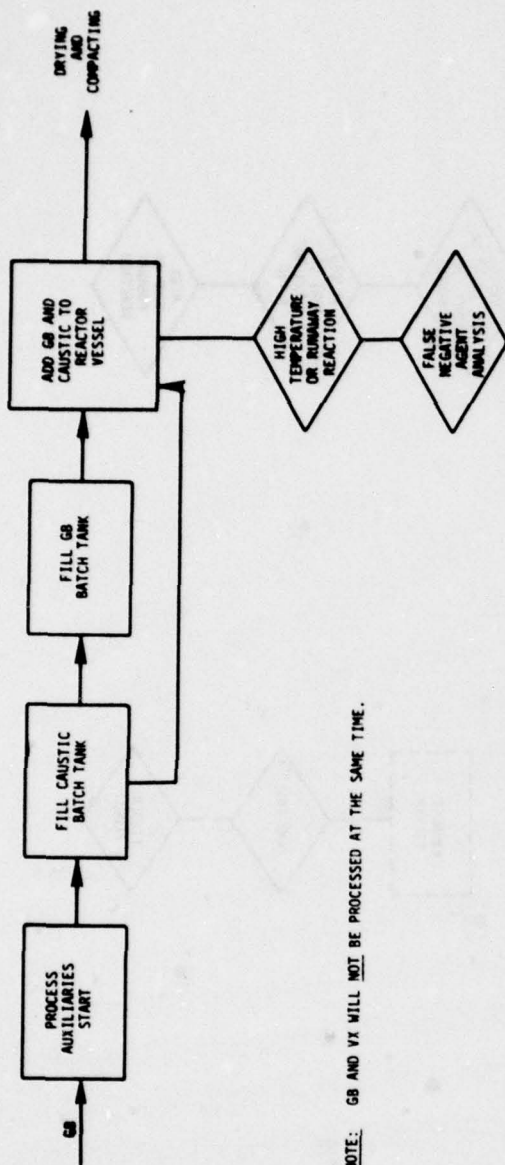 GB
PROCESS
AUXILIARIES
START
FILL CAUSTIC
BATCH TANK
FILL GB
BATCH TANK
ADD GB AND
CAUSTIC TO
REACTOR
VESSEL
DRYING
AND
COMPACTING
HIGH
TEMPERATURE
OR RUNAWAY
REACTION
FALSE
NEGATIVE
AGENT
ANALYSIS
OTE: GB AND VX WILL NOT BE PROCESSED AT THE SAME TIME.